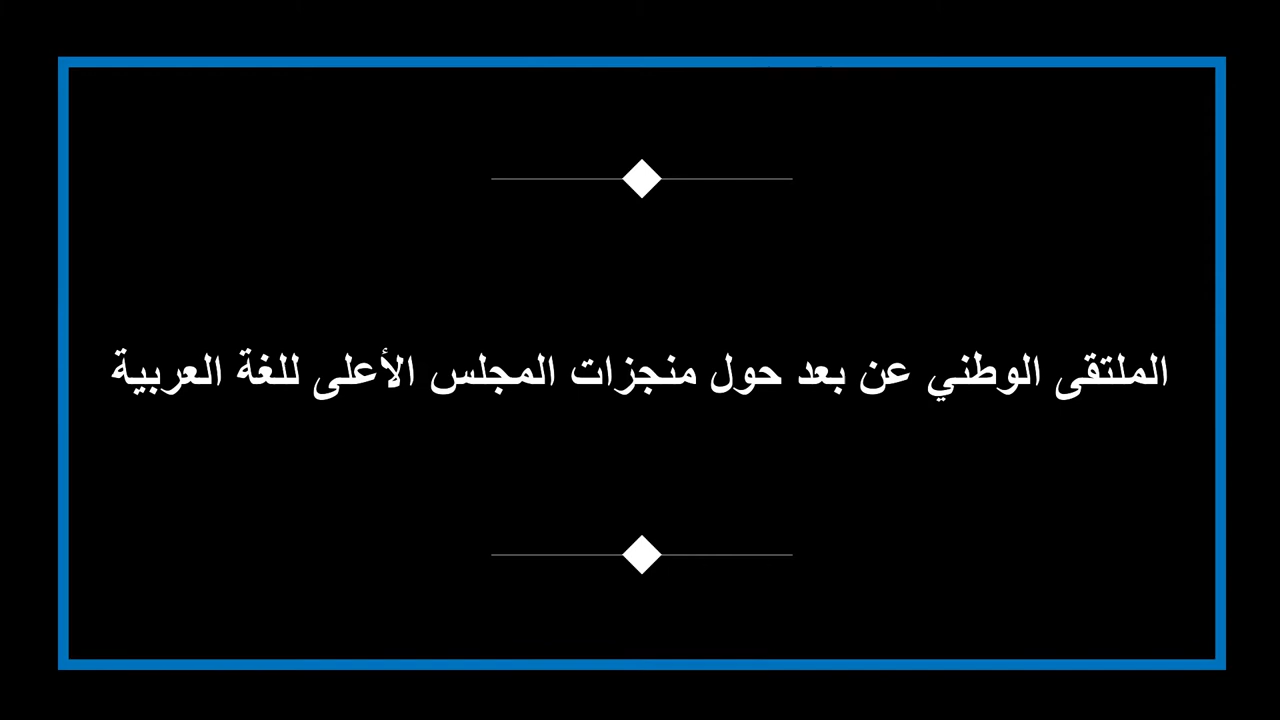 الملتقى الوطني عن بعد حول منجزات المجلس الأعلى للغة العربية